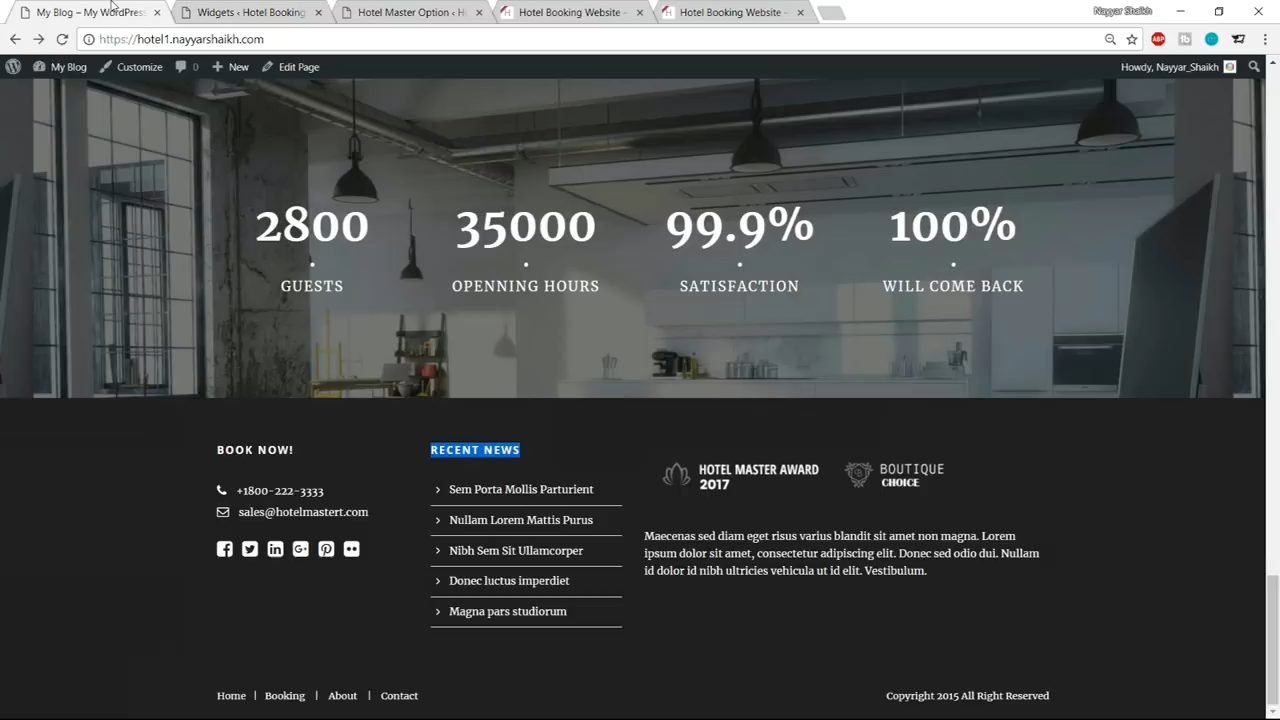 My Blog – My WordPress
Widgets ‹ Hotel Booking
Hotel Master Option ‹ H
Hotel Booking Website -
Hotel Booking Website -
Nayyar Shaikh
https://hotel1.nayyarshaikh.com
ABP
My Blog
Customize
0
New
Edit Page
Howdy, Nayyar_Shaikh
2800
35000
99.9%
100%
GUESTS
OPENNING HOURS
SATISFACTION
WILL COME BACK
BOOK NOW!
+1800-222-3333
sales@hotelmastert.com
RECENT NEWS
Sem Porta Mollis Parturient
Nullam Lorem Mattis Purus
Nibh Sem Sit Ullamcorper
Donec luctus imperdiet
Magna pars studiorum
HOTEL MASTER AWARD
2017
BOUTIQUE
CHOICE
Maecenas sed diam eget risus varius blandit sit amet non magna. Lorem
ipsum dolor sit amet, consectetur adipiscing elit. Donec sed odio dui. Nullam
id dolor id nibh ultricies vehicula ut id elit. Vestibulum.
Home | Booking | About | Contact
Copyright 2015 All Right Reserved